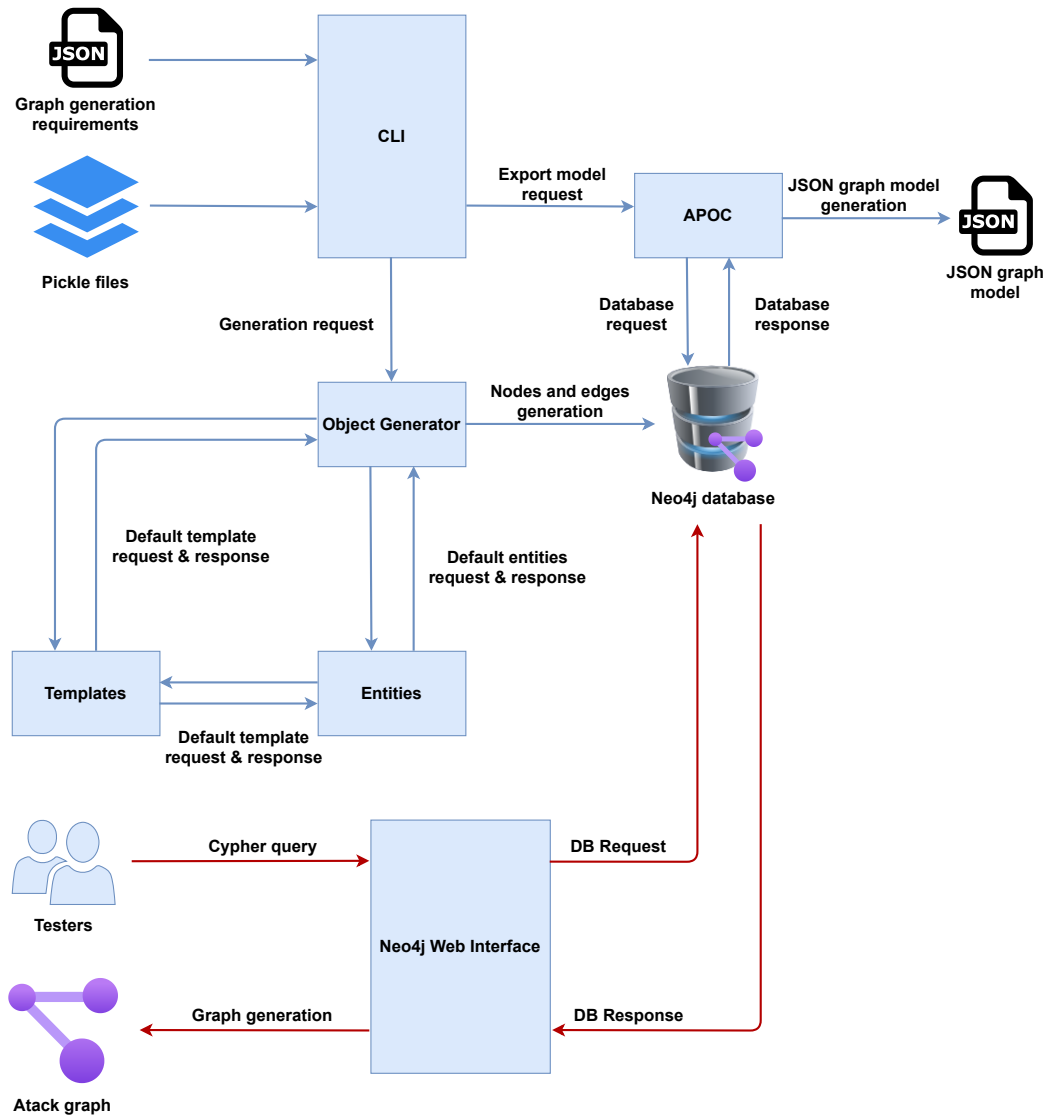 JSON
Graph generation
requirements
CLI
Pickle files
Export model
request
APOC
JSON graph model
generation
JSON
JSON graph
model
Generation request
Database
request
Database
response
Object Generator
Nodes and edges
generation
Neo4j database
Default template
request & response
Default entities
request & response
Templates
Entities
Default template
request & response
Testers
Cypher query
Neo4j Web Interface
DB Request
Graph generation
DB Response
Atack graph